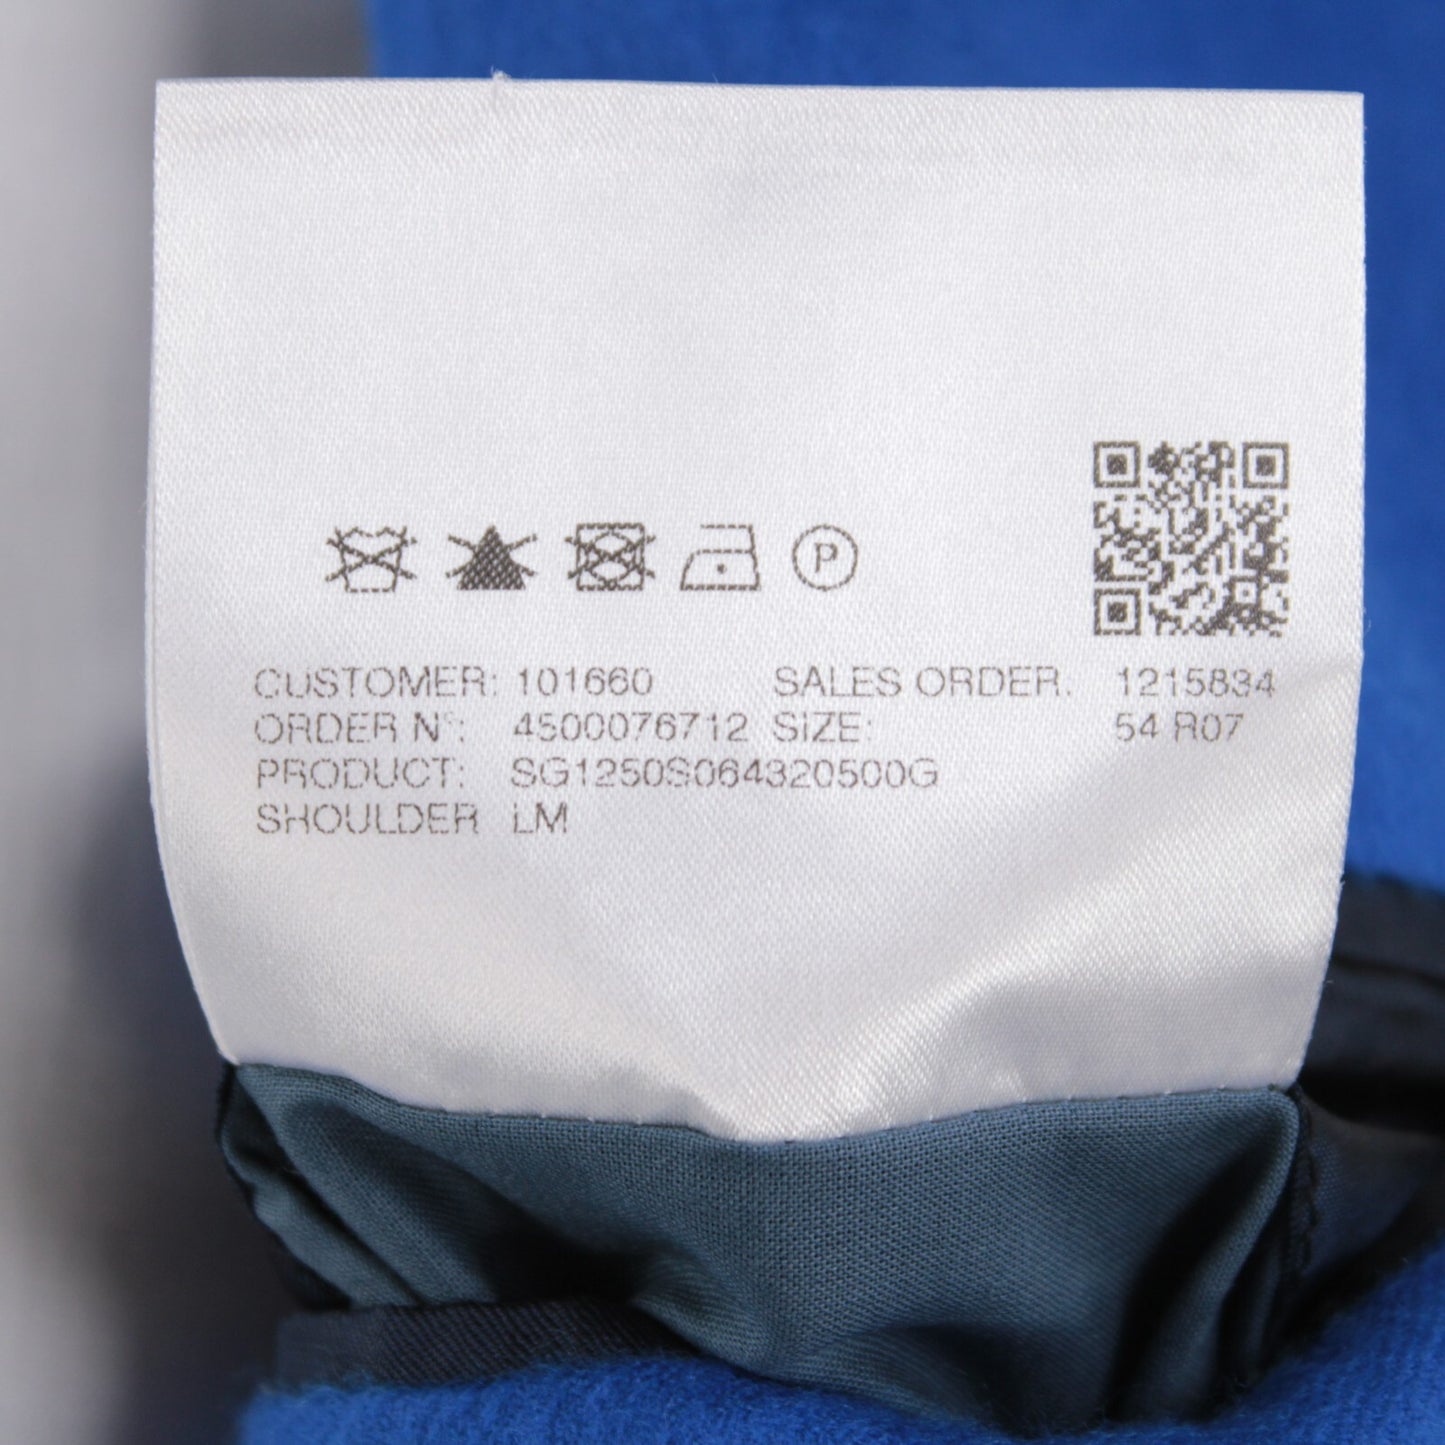 P
CUSTOMER: 101660 SALES ORDER. 1215834
ORDER N°: 4500076712 SIZE: 54 R07
PRODUCT: SG1250S064320500G
SHOULDER LM